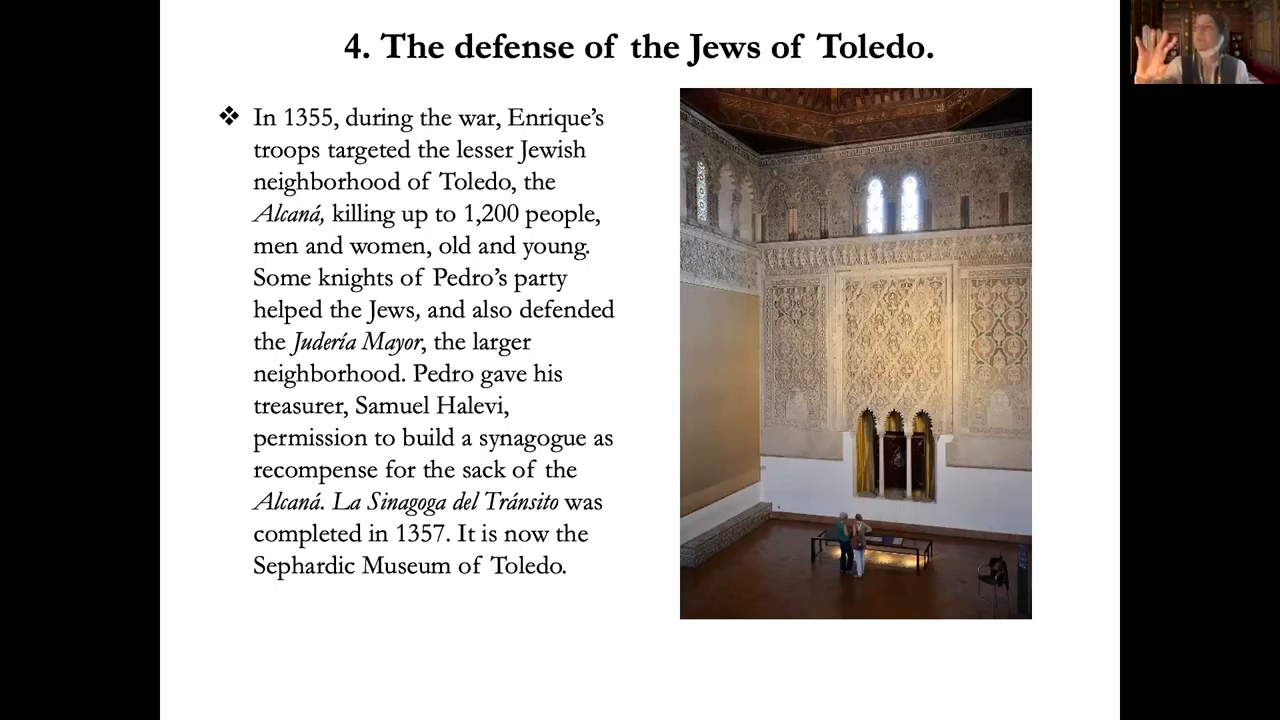 4. The defense of the Jews of Toledo.
❖ In 1355, during the war, Enrique’s
troops targeted the lesser Jewish
neighborhood of Toledo, the
Alcaná, killing up to 1,200 people,
men and women, old and young.
Some knights of Pedro’s party
helped the Jews, and also defended
the Judería Mayor, the larger
neighborhood. Pedro gave his
treasurer, Samuel Halevi,
permission to build a synagogue as
recompense for the sack of the
Alcaná. La Sinagoga del Tránsito was
completed in 1357. It is now the
Sephardic Museum of Toledo.